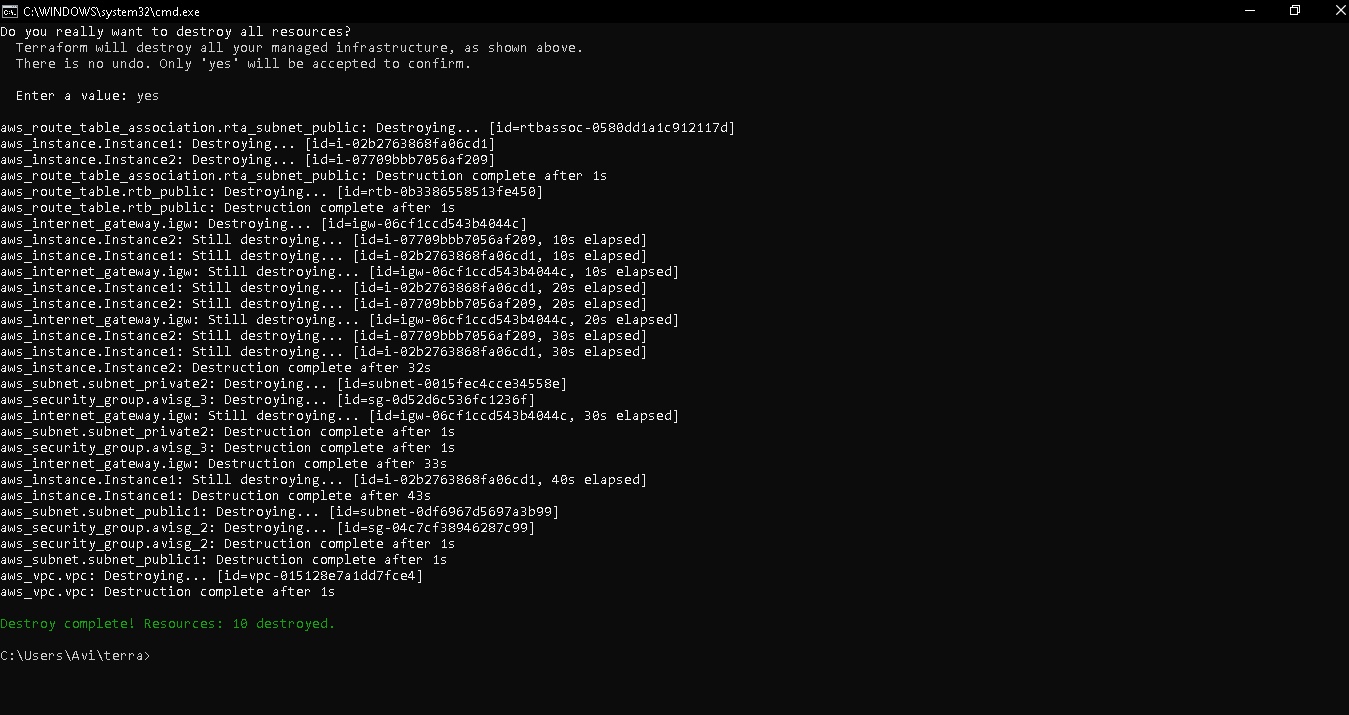 C:\WINDOWS\system32\cmd.exe
Do you really want to destroy all resources?
  Terraform will destroy all your managed infrastructure, as shown above.
  There is no undo. Only 'yes' will be accepted to confirm.

  Enter a value: yes

aws_route_table_association.rta_subnet_public: Destroying... [id=rtbassoc-0580dd1a1c912117d]
aws_instance.Instance1: Destroying... [id=i-02b2763868fa06cd1]
aws_instance.Instance2: Destroying... [id=i-07709bbb7056af209]
aws_route_table_association.rta_subnet_public: Destruction complete after 1s
aws_route_table.rtb_public: Destroying... [id=rtb-0b3386558513fe450]
aws_route_table.rtb_public: Destruction complete after 1s
aws_internet_gateway.igw: Destroying... [id=igw-06cf1ccd543b4044c]
aws_instance.Instance2: Still destroying... [id=i-07709bbb7056af209, 10s elapsed]
aws_instance.Instance1: Still destroying... [id=i-02b2763868fa06cd1, 10s elapsed]
aws_internet_gateway.igw: Still destroying... [id=igw-06cf1ccd543b4044c, 10s elapsed]
aws_instance.Instance1: Still destroying... [id=i-02b2763868fa06cd1, 20s elapsed]
aws_instance.Instance2: Still destroying... [id=i-07709bbb7056af209, 20s elapsed]
aws_internet_gateway.igw: Still destroying... [id=igw-06cf1ccd543b4044c, 20s elapsed]
aws_instance.Instance2: Still destroying... [id=i-07709bbb7056af209, 30s elapsed]
aws_instance.Instance1: Still destroying... [id=i-02b2763868fa06cd1, 30s elapsed]
aws_instance.Instance2: Destruction complete after 32s
aws_subnet.subnet_private2: Destroying... [id=subnet-0015fec4cce34558e]
aws_security_group.avisg_3: Destroying... [id=sg-0d52d6c536fc1236f]
aws_internet_gateway.igw: Still destroying... [id=igw-06cf1ccd543b4044c, 30s elapsed]
aws_subnet.subnet_private2: Destruction complete after 1s
aws_security_group.avisg_3: Destruction complete after 1s
aws_internet_gateway.igw: Destruction complete after 33s
aws_instance.Instance1: Still destroying... [id=i-02b2763868fa06cd1, 40s elapsed]
aws_instance.Instance1: Destruction complete after 43s
aws_subnet.subnet_public1: Destroying... [id=subnet-0df6967d5697a3b99]
aws_security_group.avisg_2: Destroying... [id=sg-04c7cf38946287c99]
aws_security_group.avisg_2: Destruction complete after 1s
aws_subnet.subnet_public1: Destruction complete after 1s
aws_vpc.vpc: Destroying... [id=vpc-015128e7a1dd7fce4]
aws_vpc.vpc: Destruction complete after 1s

Destroy complete! Resources: 10 destroyed.

C:\Users\Avi\terra>